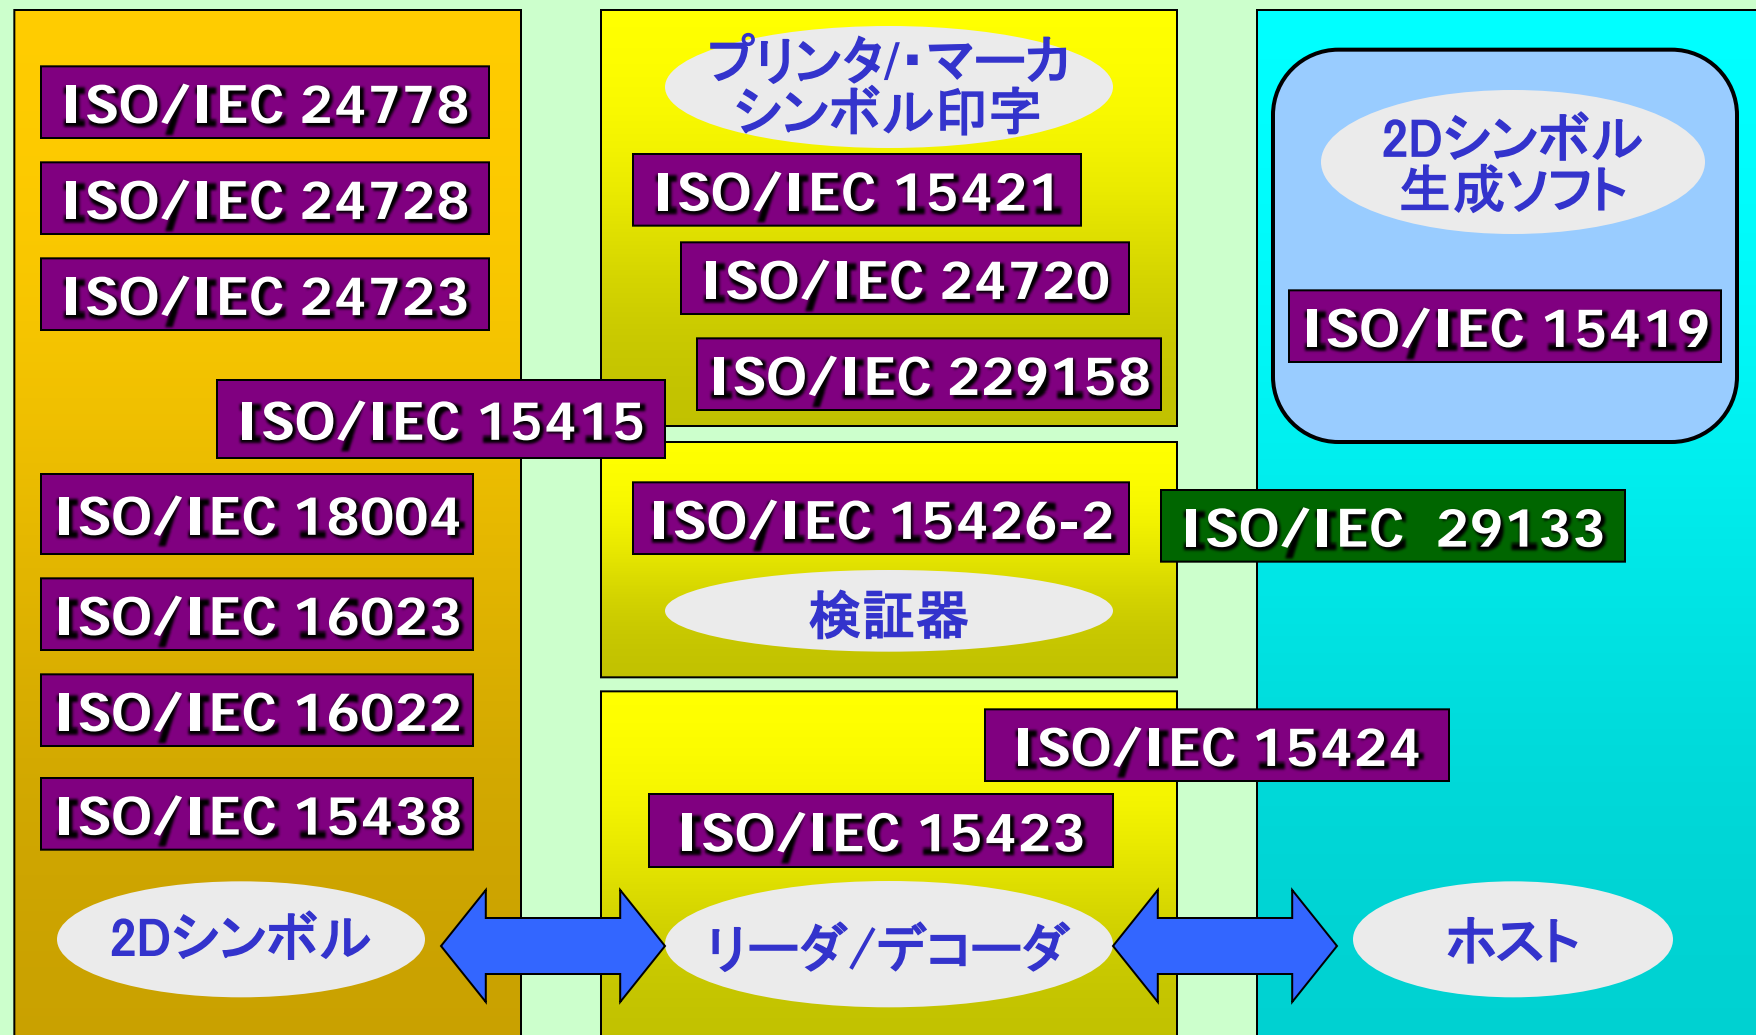 ISO/IEC 24778
ISO/IEC 24728
ISO/IEC 24723
ISO/IEC 15415
ISO/IEC 18004
ISO/IEC 16023
ISO/IEC 16022
ISO/IEC 15438
2Dシンボル
プリンタ/・マーカ
シンボル印字
ISO/IEC 15421
ISO/IEC 24720
ISO/IEC 229158
ISO/IEC 15426-2
検証器
ISO/IEC 15424
ISO/IEC 15423
リーダ/デコーダ
2Dシンボル
生成ソフト
ISO/IEC 15419
ISO/IEC 29133
ホスト